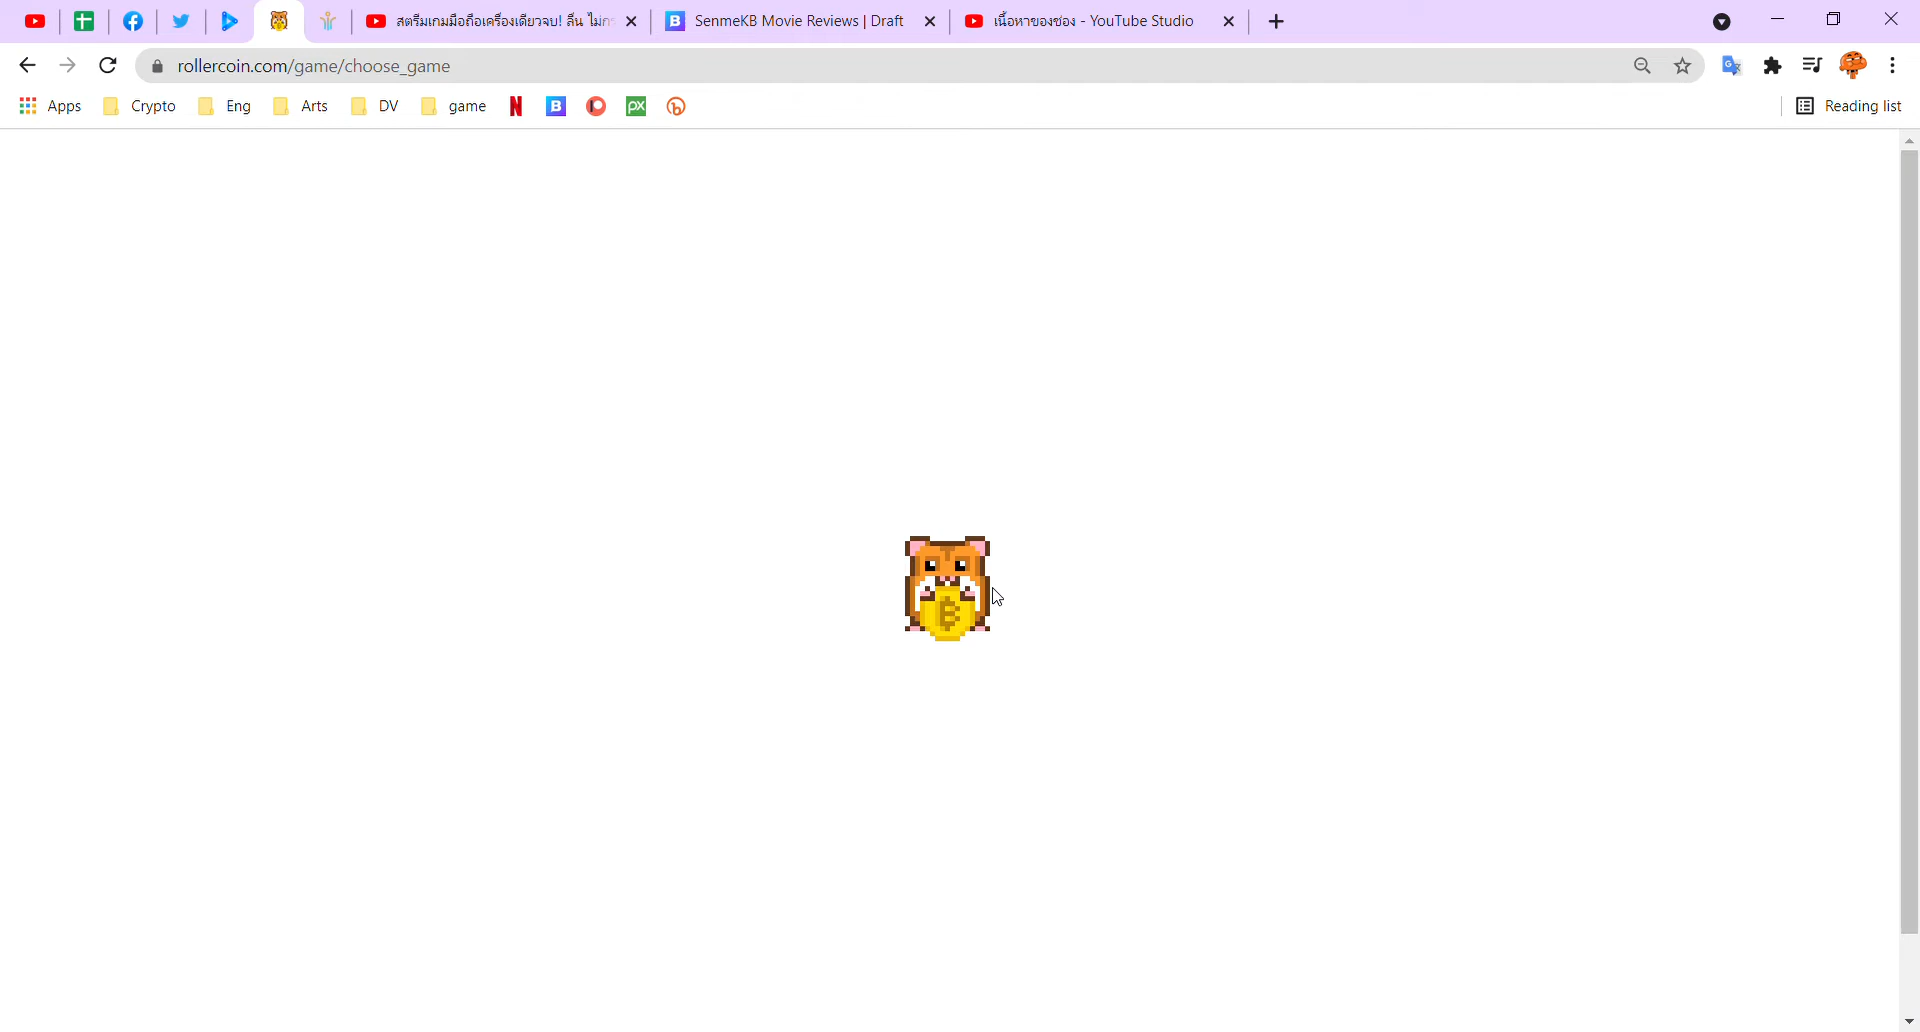 สตรีมเกมมือถือเครื่องเดียวจบ! ลื่น ไม่กร
SenmeKB Movie Reviews | Draft
เนื้อหาของช่อง - YouTube Studio
rollercoin.com/game/choose_game
Apps Crypto Eng Arts DV game N B PX Reading list